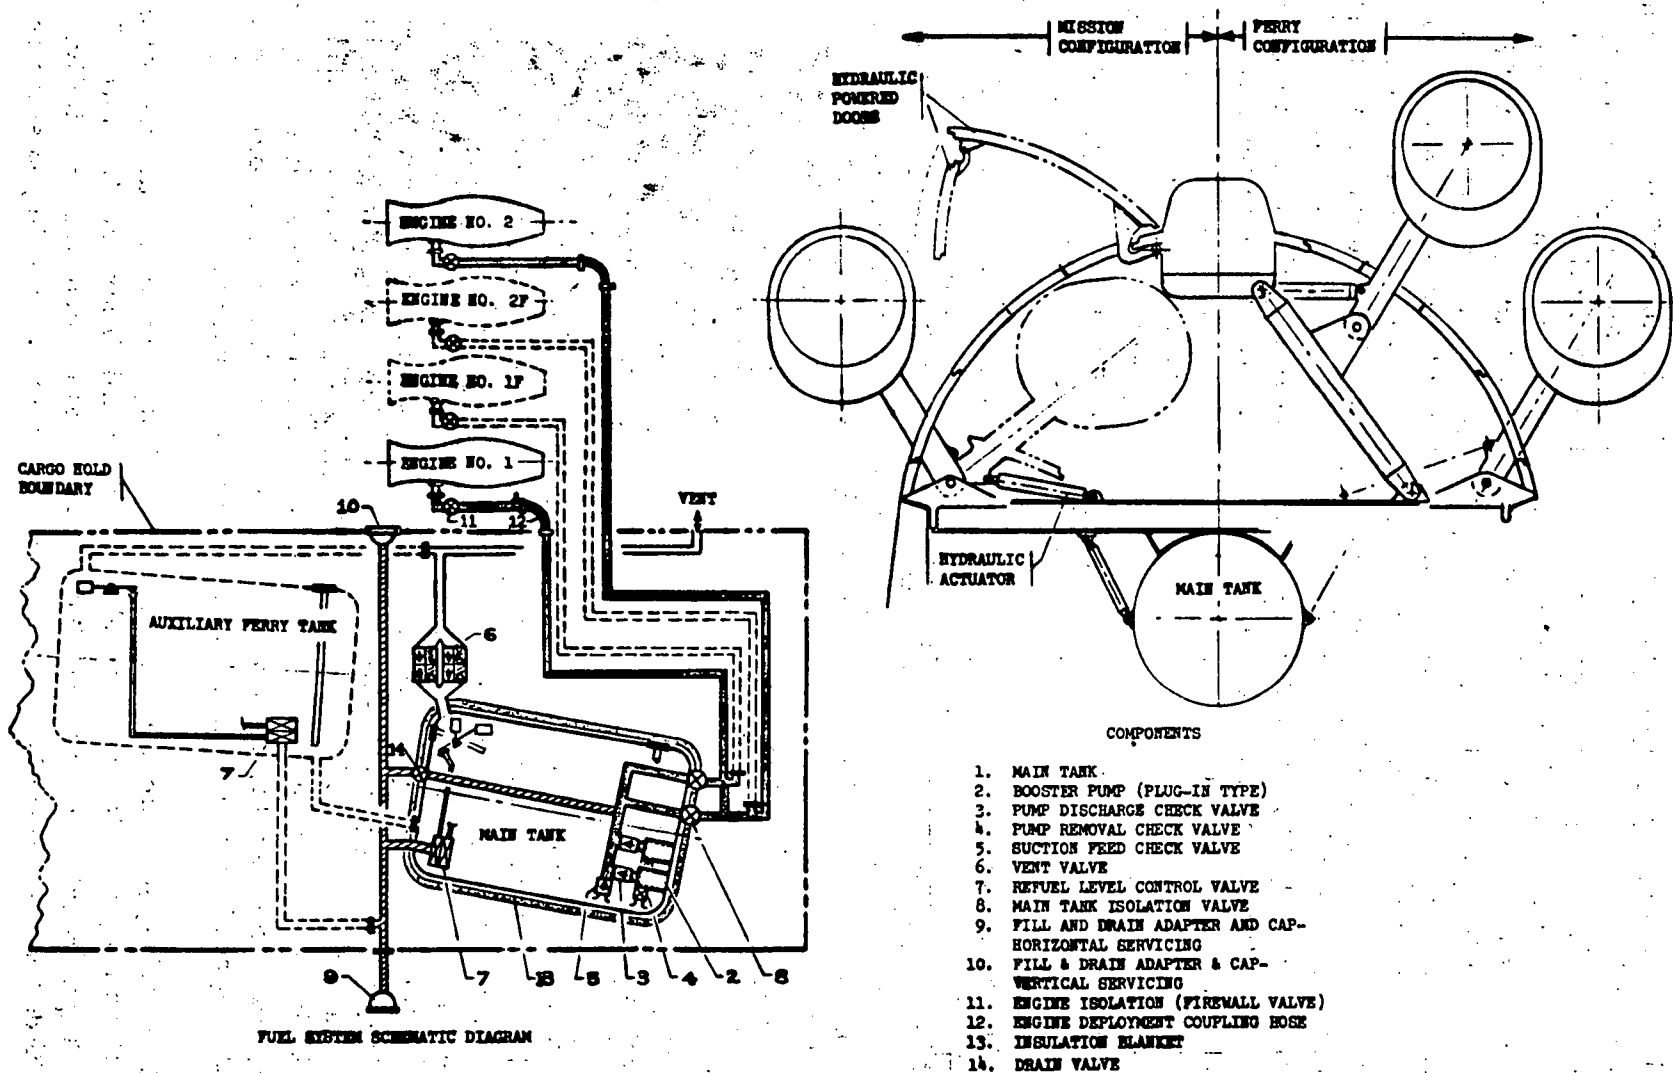 MISSION
CONFIGURATION
FERRY
CONFIGURATION
HYDRAULIC
POWERED
DOORS
ENGINE NO. 2
ENGINE NO. 2F
ENGINE NO. 1F
ENGINE NO. 1
CARGO HOLD
BOUNDARY
10
11
12
VENT
HYDRAULIC
ACTUATOR
MAIN TANK
AUXILIARY FERRY TANK
6
7
14
MAIN TANK
9
7
13
5
3
4
2
8
FUEL SYSTEM SCHEMATIC DIAGRAM
COMPONENTS
1. MAIN TANK
2. BOOSTER PUMP (PLUG-IN TYPE)
3. PUMP DISCHARGE CHECK VALVE
4. PUMP REMOVAL CHECK VALVE
5. SUCTION FEED CHECK VALVE
6. VENT VALVE
7. REFUEL LEVEL CONTROL VALVE
8. MAIN TANK ISOLATION VALVE
9. FILL AND DRAIN ADAPTER AND CAP-
HORIZONTAL SERVICING
10. FILL & DRAIN ADAPTER & CAP-
VERTICAL SERVICING
11. ENGINE ISOLATION (FIREWALL VALVE)
12. ENGINE DEPLOYMENT COUPLING HOSE
13. INSULATION BLANKET
14. DRAIN VALVE